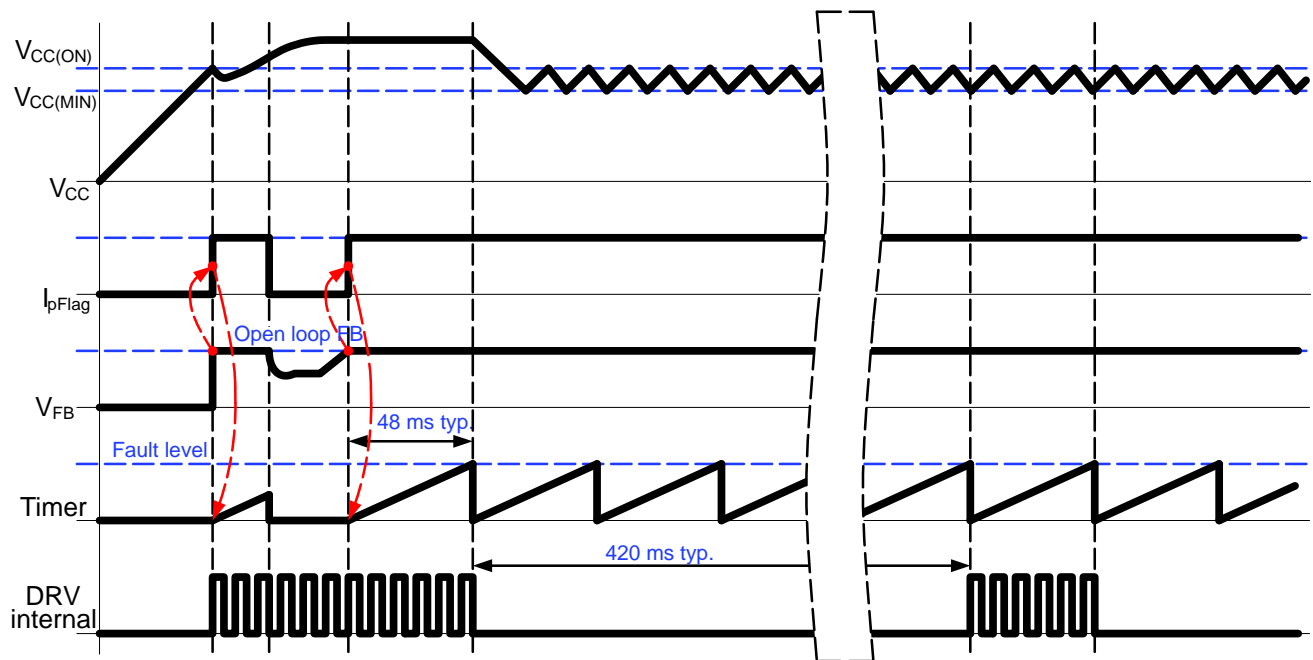 VCC(ON)
VCC(MIN)
VCC
IpFlag
Open loop FB
VFB
48 ms typ.
Fault level
Timer
420 ms typ.
DRV
internal